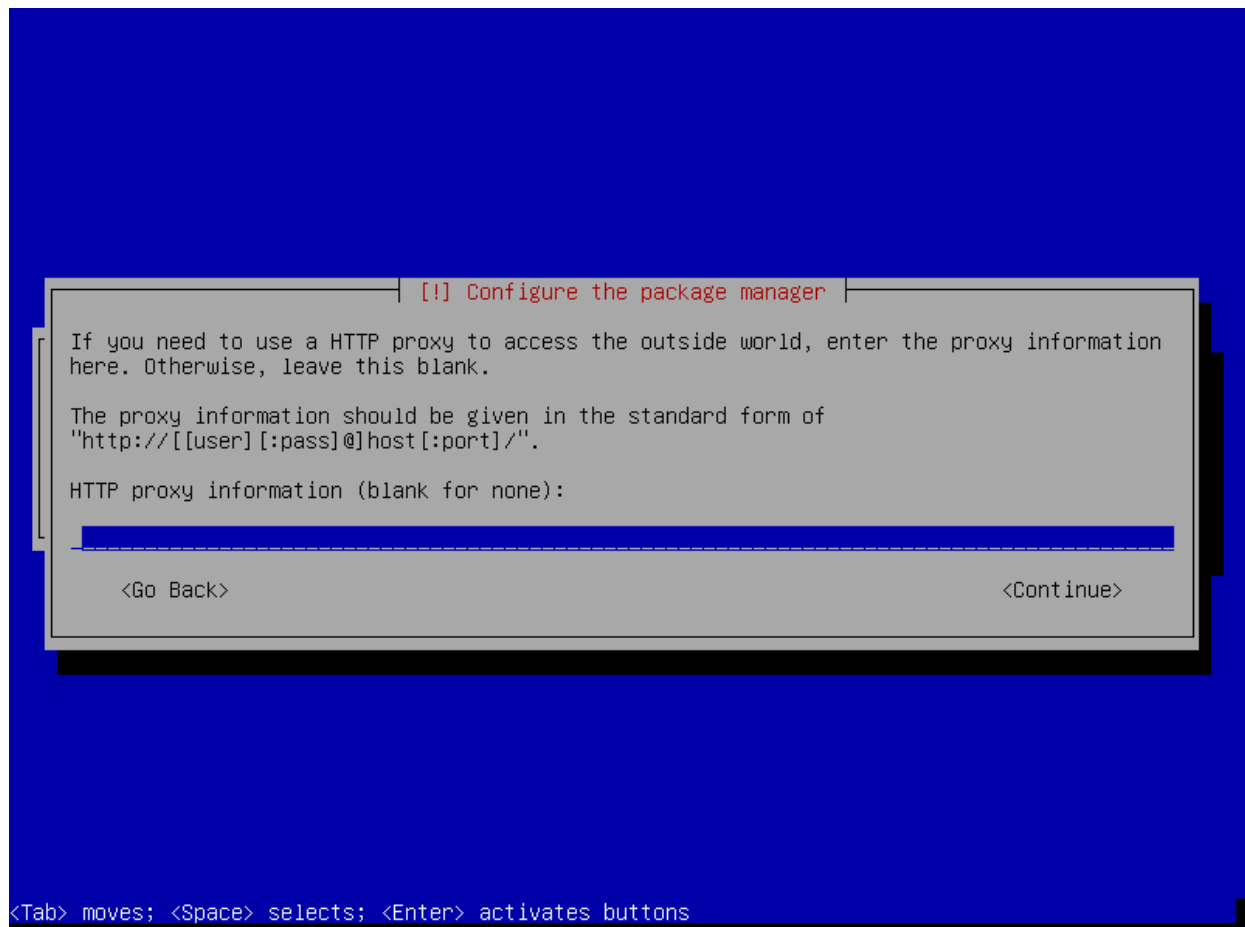 [!] Configure the package manager
If you need to use a HTTP proxy to access the outside world, enter the proxy information
here. Otherwise, leave this blank.
The proxy information should be given in the standard form of
"http://[[user][:pass]@]host[:port]/".
HTTP proxy information (blank for none):
<Go Back> <Continue>
<Tab> moves; <Space> selects; <Enter> activates buttons